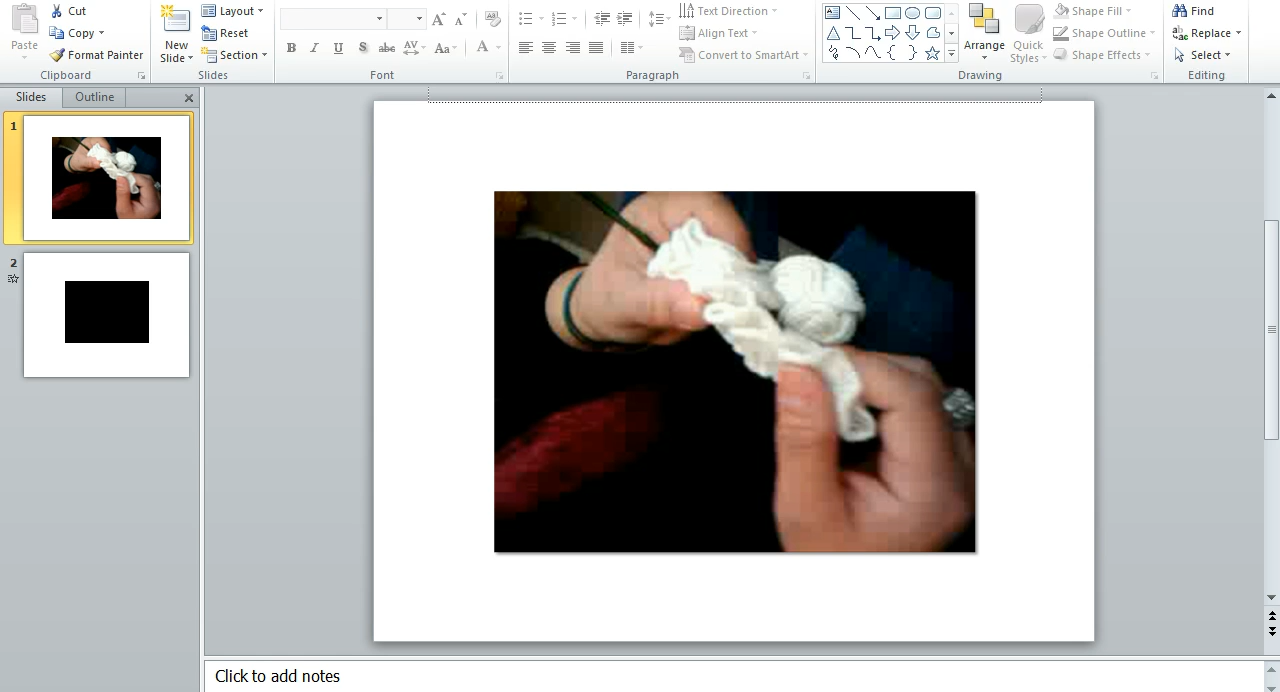 Cut
Layout
Text Direction
Shape Fill
Find
Copy
Reset
Align Text
Shape Outline
Replace
Paste
New
Slide
Format Painter
Section
B I U S abc AV Aa A
Convert to SmartArt
Arrange
Quick
Styles
Shape Effects
Select
Clipboard
Slides
Font
Paragraph
Drawing
Editing
Slides
Outline
1
2
Click to add notes